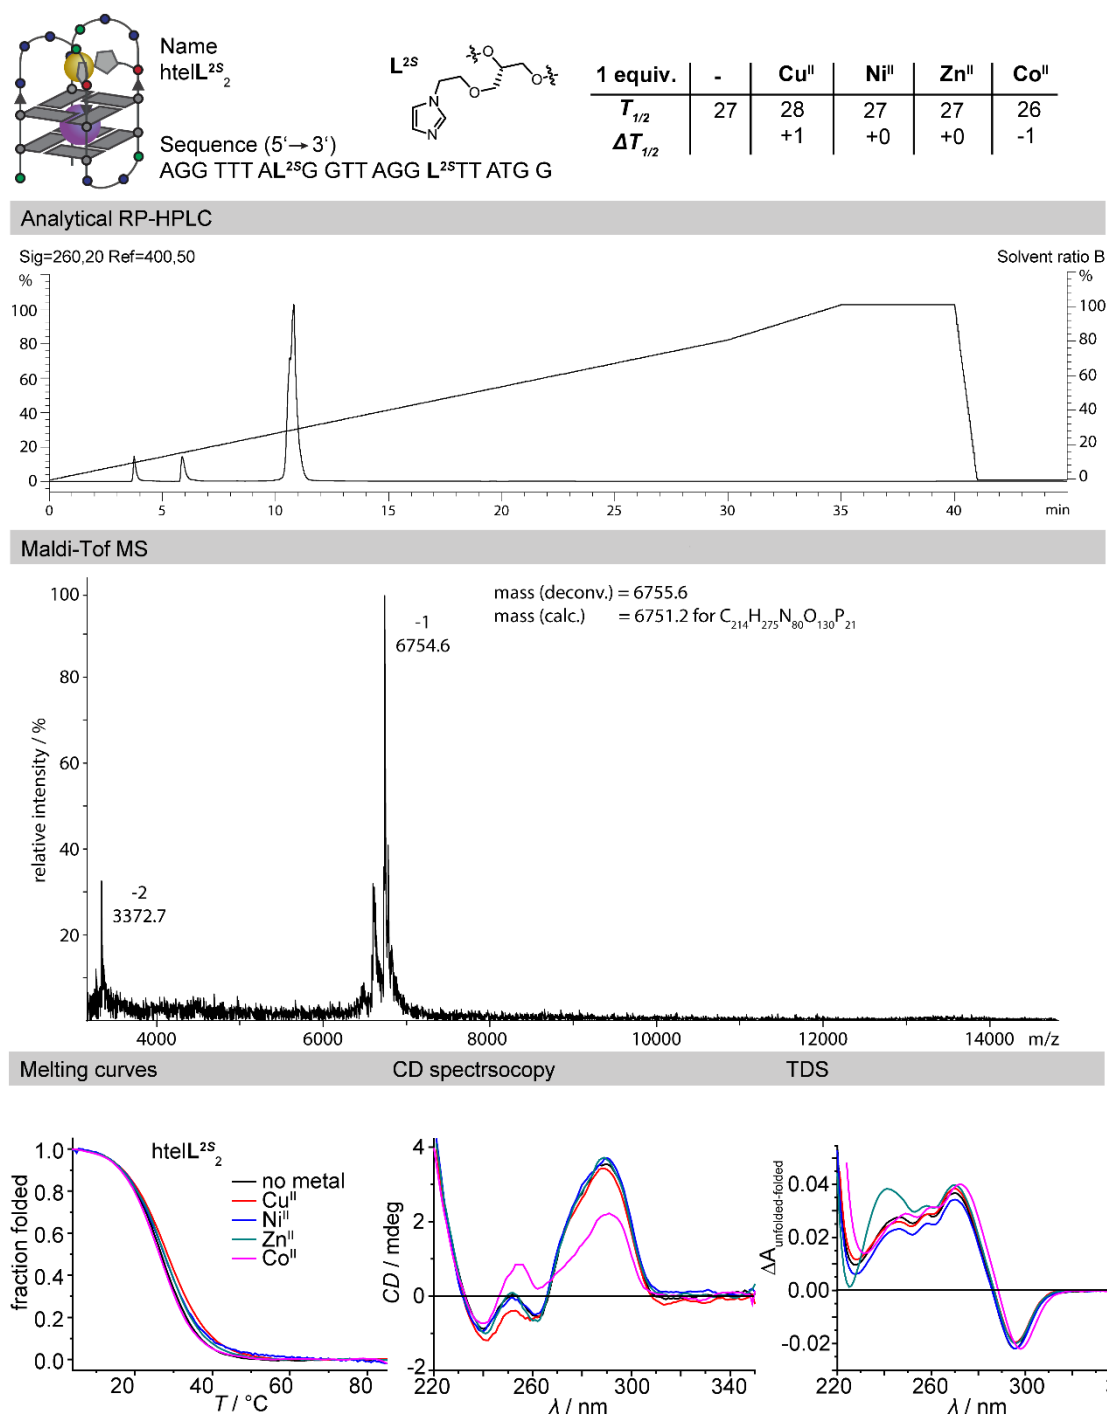 Name
htelL²ˢ₂
Sequence (5'→3')
AGG TTT AL²ˢG GTT AGG L²ˢTT ATG G
L²ˢ
O
O
O
N
N
1 equiv. - Cuᴵᴵ Niᴵᴵ Znᴵᴵ Coᴵᴵ
T₁/₂ 27 28 27 27 26
ΔT₁/₂ +1 +0 +0 -1
Analytical RP-HPLC
Sig=260,20 Ref=400,50
Solvent ratio B
%
100
80
60
40
20
0
%
100
80
60
40
20
0
0 5 10 15 20 25 30 35 40 min
Maldi-Tof MS
mass (deconv.) = 6755.6
mass (calc.) = 6751.2 for C₂₁₄H₂₇₅N₈₀O₁₃₀P₂₁
-1
6754.6
-2
3372.7
relative intensity / %
100
80
60
40
20
4000 6000 8000 10000 12000 14000 m/z
Melting curves
CD spectrsocopy
TDS
htelL²ˢ₂
no metal
Cuᴵᴵ
Niᴵᴵ
Znᴵᴵ
Coᴵᴵ
fraction folded
1.0
0.8
0.6
0.4
0.2
0.0
20 40 60 80
T / °C
CD / mdeg
4
2
0
-2
220 260 300 340
λ / nm
ΔA unfolded-folded
0.04
0.02
0.00
-0.02
220 260 300 3
λ / nm